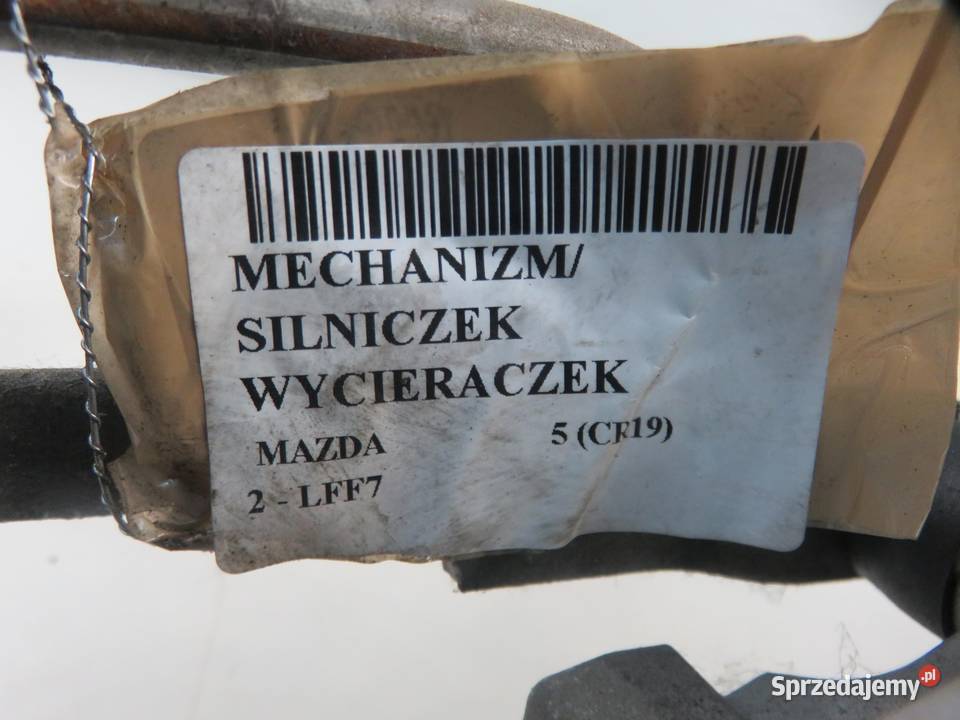 MECHANIZM/
SILNICZEK
WYCIERACZEK
MAZDA 5 (CR19)
2 - LFF7
Sprzedajemy.pl